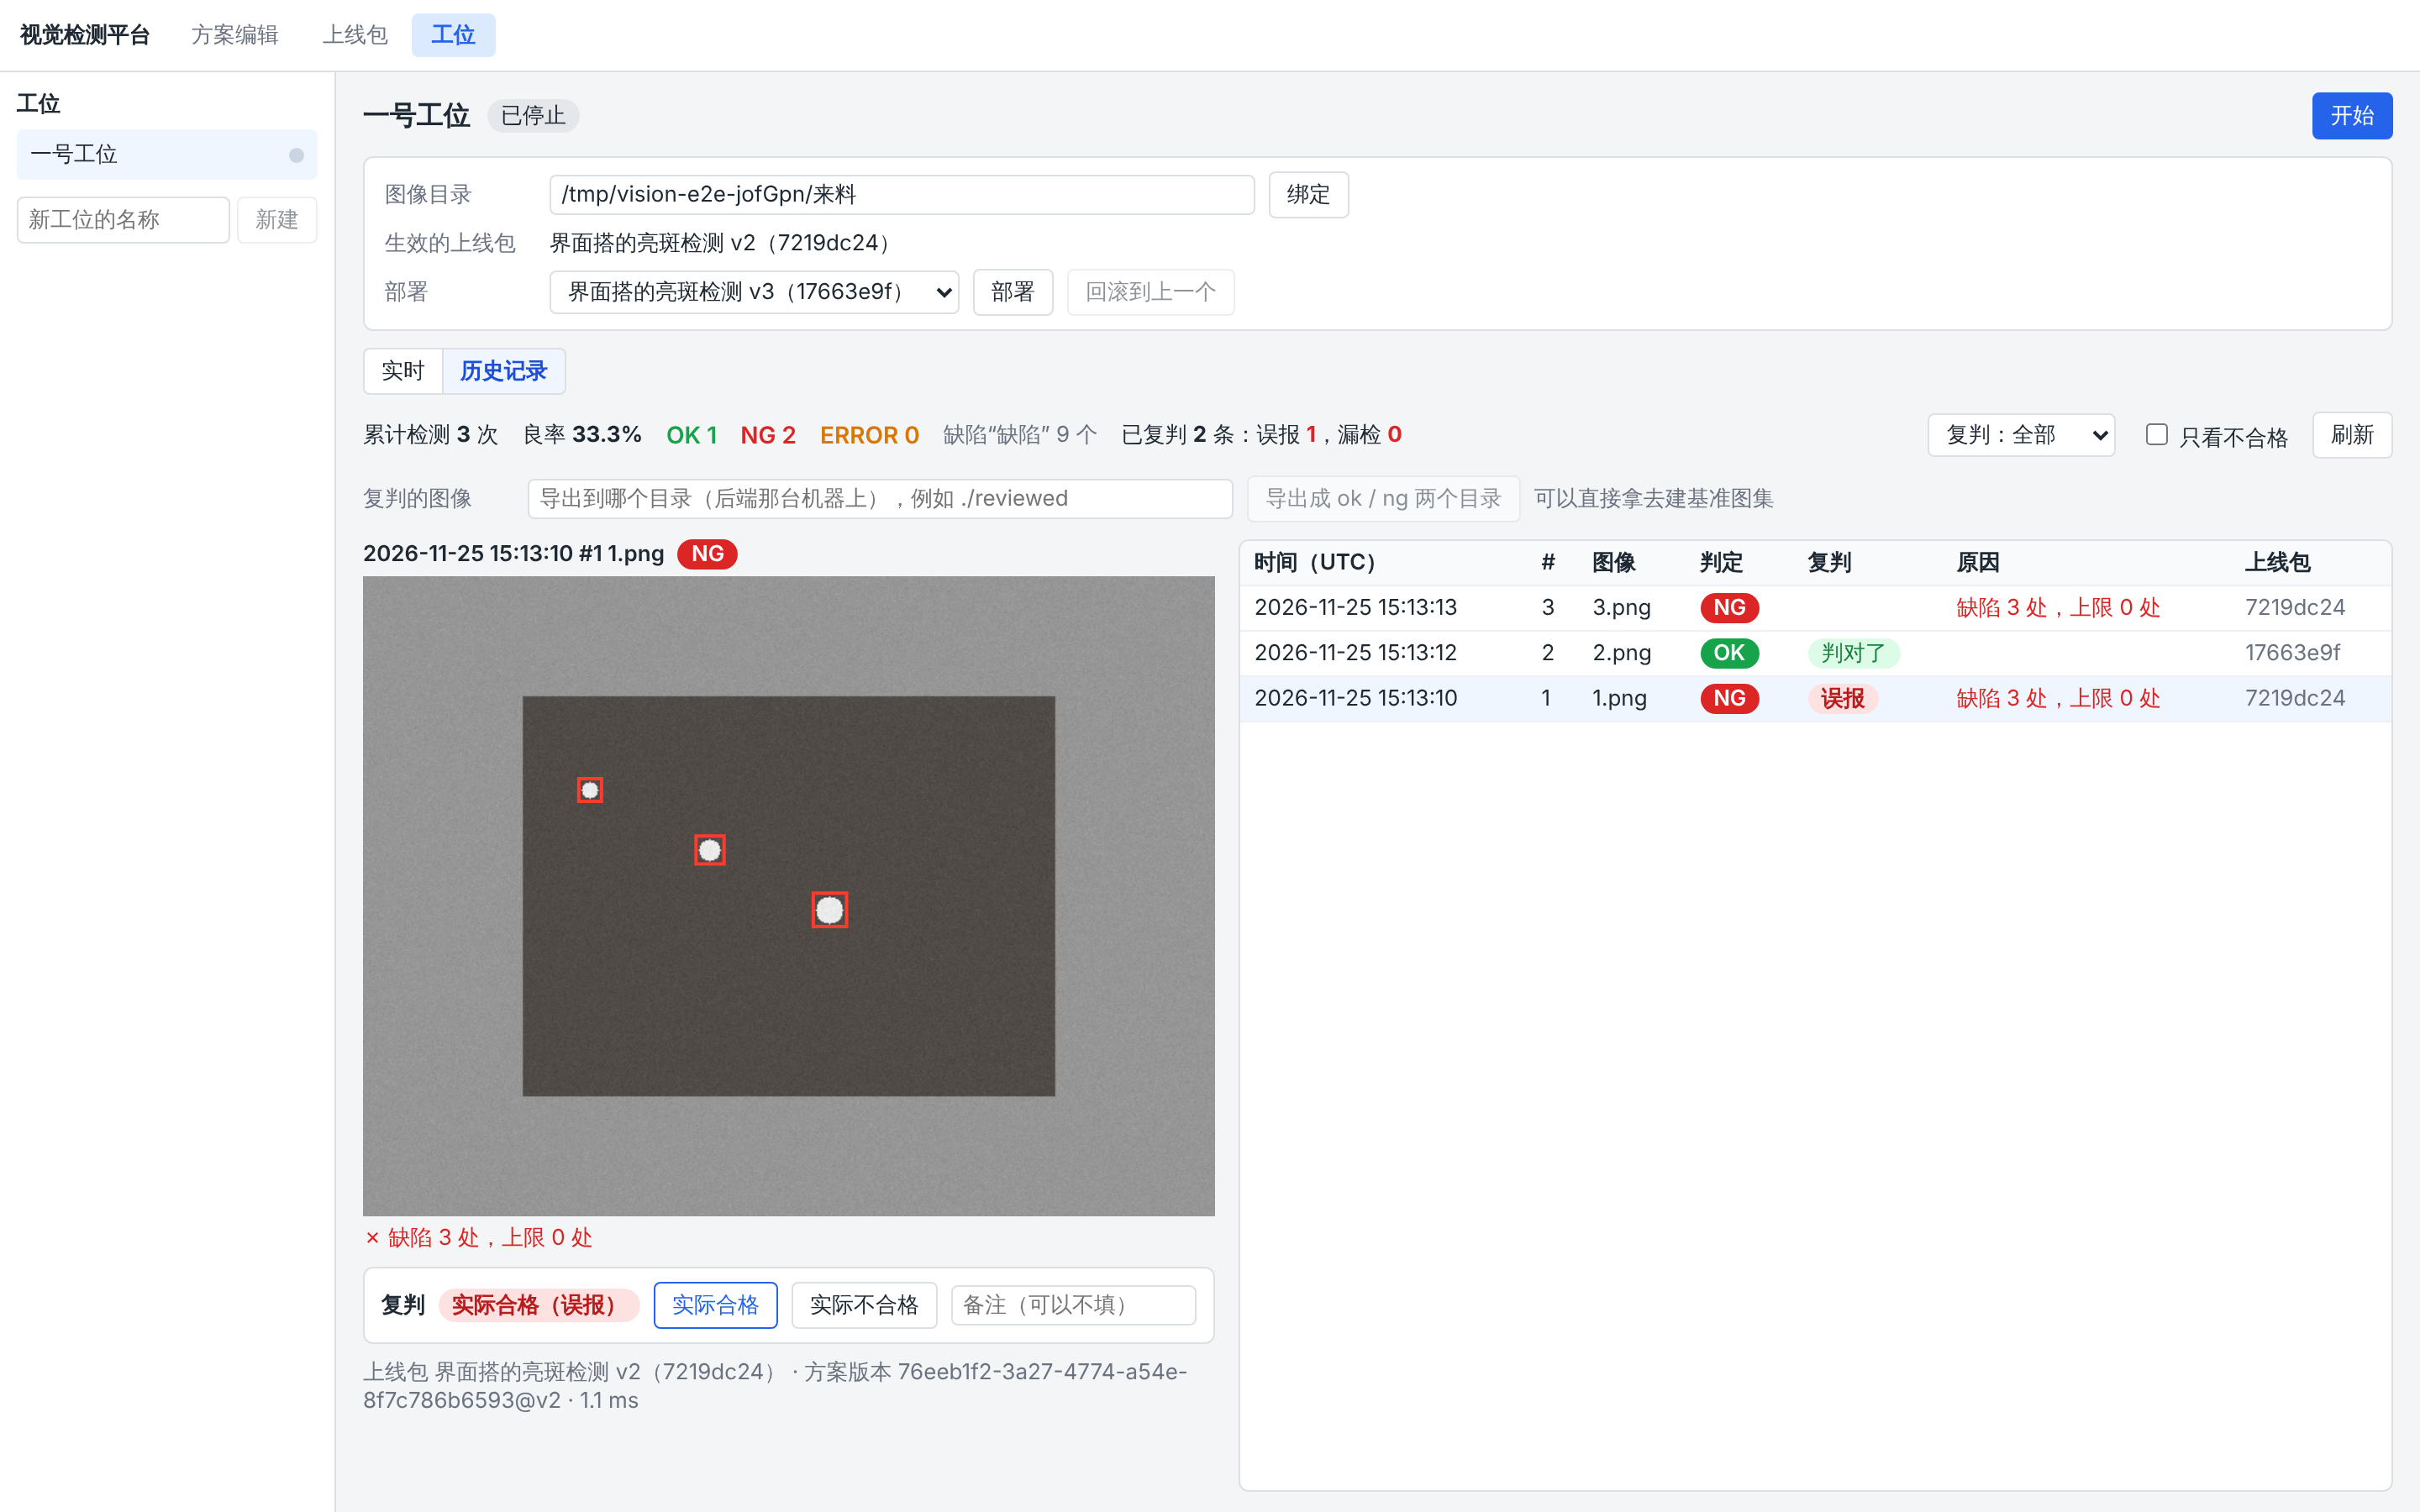 视觉检测平台 方案编辑 上线包 工位
工位
一号工位
新工位的名称 新建
一号工位 已停止 开始
图像目录 /tmp/vision-e2e-jofGpn/来料 绑定
生效的上线包 界面搭的亮斑检测 v2（7219dc24）
部署 界面搭的亮斑检测 v3（17663e9f） 部署 回滚到上一个
实时 历史记录
累计检测 3 次 良率 33.3% OK 1 NG 2 ERROR 0 缺陷“缺陷” 9 个 已复判 2 条：误报 1，漏检 0 复判：全部 只看不合格 刷新
复判的图像 导出到哪个目录（后端那台机器上），例如 ./reviewed 导出成 ok / ng 两个目录 可以直接拿去建基准图集
2026-11-25 15:13:10 #1 1.png NG
× 缺陷 3 处，上限 0 处
复判 实际合格（误报） 实际合格 实际不合格 备注（可以不填）
上线包 界面搭的亮斑检测 v2（7219dc24） · 方案版本 76eeb1f2-3a27-4774-a54e-
8f7c786b6593@v2 · 1.1 ms
时间（UTC） # 图像 判定 复判 原因 上线包
2026-11-25 15:13:13 3 3.png NG 缺陷 3 处，上限 0 处 7219dc24
2026-11-25 15:13:12 2 2.png OK 判对了 17663e9f
2026-11-25 15:13:10 1 1.png NG 误报 缺陷 3 处，上限 0 处 7219dc24